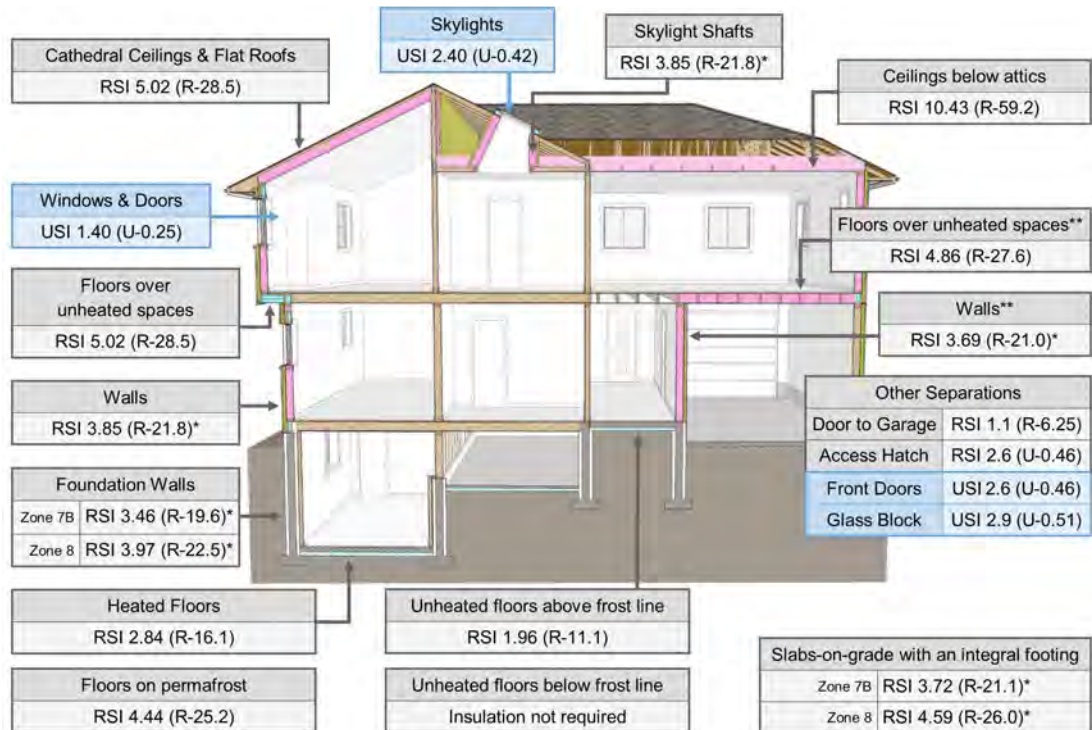 Skylights
USI 2.40 (U-0.42)
Skylight Shafts
RSI 3.85 (R-21.8)*
Cathedral Ceilings & Flat Roofs
RSI 5.02 (R-28.5)
Ceilings below attics
RSI 10.43 (R-59.2)
Windows & Doors
USI 1.40 (U-0.25)
Floors over unheated spaces**
RSI 4.86 (R-27.6)
Floors over
unheated spaces
RSI 5.02 (R-28.5)
Walls**
RSI 3.69 (R-21.0)*
Walls
RSI 3.85 (R-21.8)*
Other Separations
Door to Garage RSI 1.1 (R-6.25)
Access Hatch RSI 2.6 (U-0.46)
Front Doors USI 2.6 (U-0.46)
Glass Block USI 2.9 (U-0.51)
Foundation Walls
Zone 7B RSI 3.46 (R-19.6)*
Zone 8 RSI 3.97 (R-22.5)*
Heated Floors
RSI 2.84 (R-16.1)
Unheated floors above frost line
RSI 1.96 (R-11.1)
Floors on permafrost
RSI 4.44 (R-25.2)
Unheated floors below frost line
Insulation not required
Slabs-on-grade with an integral footing
Zone 7B RSI 3.72 (R-21.1)*
Zone 8 RSI 4.59 (R-26.0)*